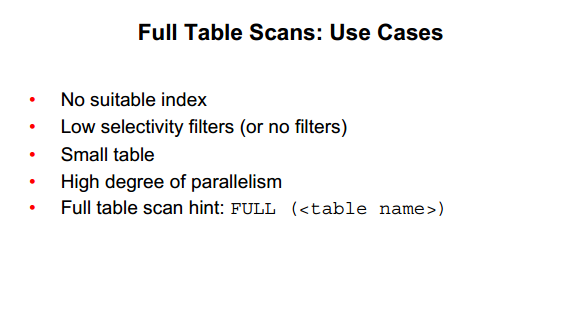 Full Table Scans: Use Cases
• No suitable index
• Low selectivity filters (or no filters)
• Small table
• High degree of parallelism
• Full table scan hint: FULL (<table name>)